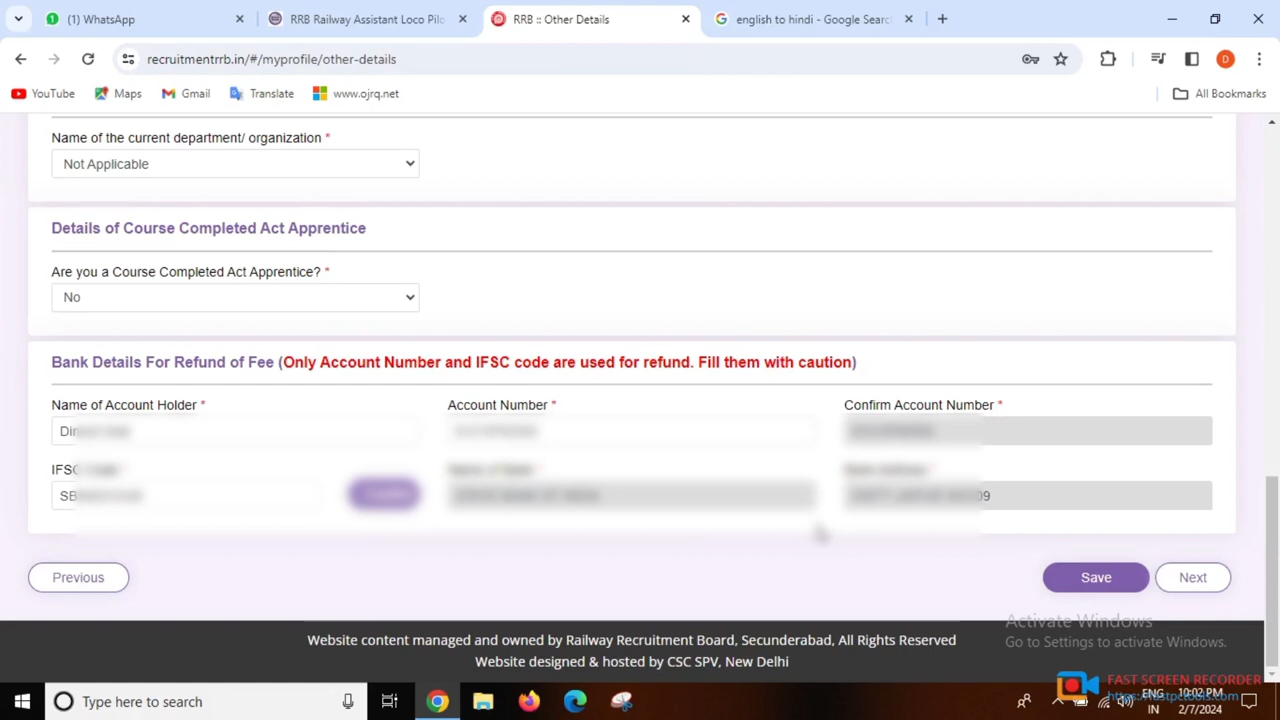 (1) WhatsApp
RRB Railway Assistant Loco Pilo
RRB :: Other Details
english to hindi - Google Searc
recruitmentrrb.in/#/myprofile/other-details
D
YouTube
Maps
Gmail
Translate
www.ojrq.net
All Bookmarks
Name of the current department/ organization *
Not Applicable
Details of Course Completed Act Apprentice
Are you a Course Completed Act Apprentice? *
No
Bank Details For Refund of Fee (Only Account Number and IFSC code are used for refund. Fill them with caution)
Name of Account Holder *
Account Number *
Confirm Account Number *
IFSC
Previous
Save
Next
Activate Windows
Go to Settings to activate Windows.
Website content managed and owned by Railway Recruitment Board, Secunderabad, All Rights Reserved
Website designed & hosted by CSC SPV, New Delhi
Type here to search
FAST SCREEN RECORDER
ENG
10:02 PM
IN
2/7/2024